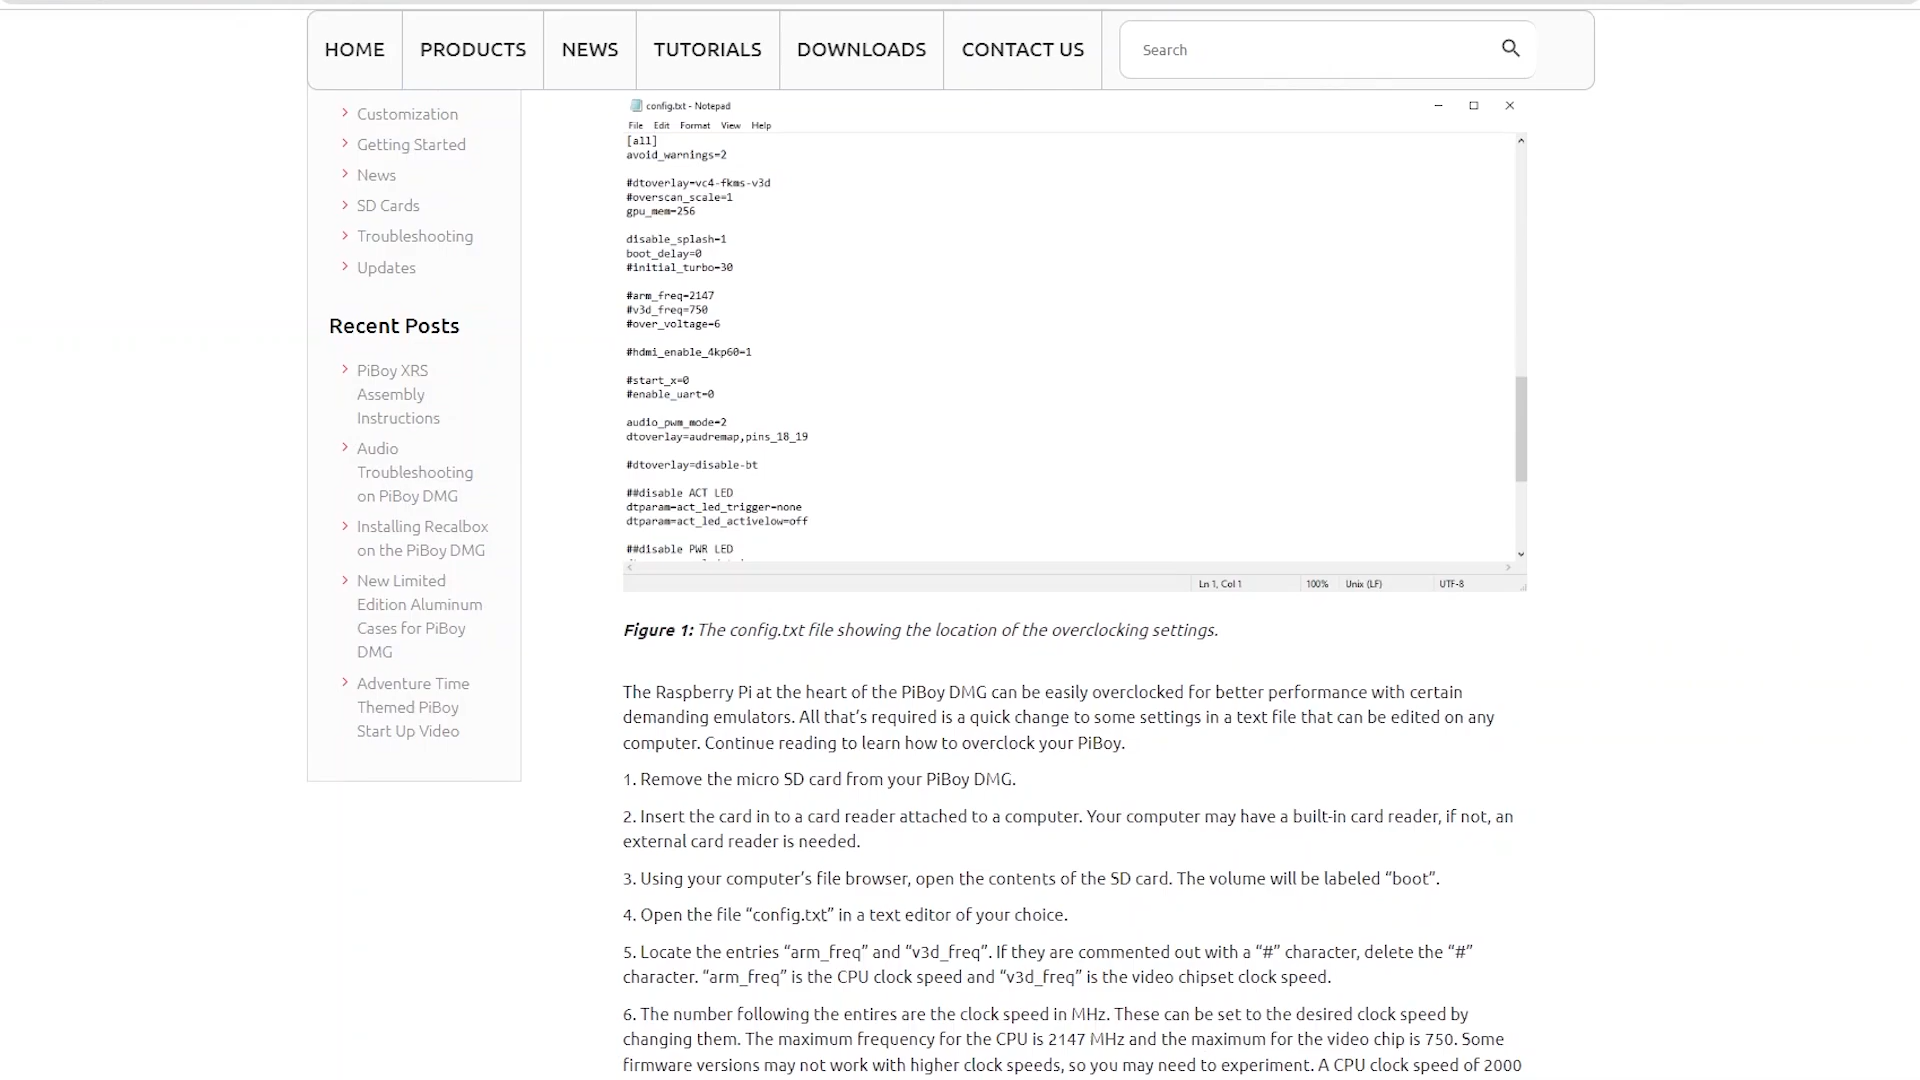 HOME PRODUCTS NEWS TUTORIALS DOWNLOADS CONTACT US Search
Customization
Getting Started
News
SD Cards
Troubleshooting
Updates
Recent Posts
PiBoy XRS
Assembly
Instructions
Audio
Troubleshooting
on PiBoy DMG
Installing Recalbox
on the PiBoy DMG
New Limited
Edition Aluminum
Cases for PiBoy
DMG
Adventure Time
Themed PiBoy
Start Up Video
config.txt - Notepad
File Edit Format View Help
[all]
avoid_warnings=2
#dtoverlay=vc4-fkms-v3d
#overscan_scale=1
gpu_mem=256
disable_splash=1
boot_delay=0
#initial_turbo=30
#arm_freq=2147
#v3d_freq=750
#over_voltage=6
#hdmi_enable_4kp60=1
#start_x=0
#enable_uart=0
audio_pwm_mode=2
dtoverlay=audremap,pins_18_19
#dtoverlay=disable-bt
##disable ACT LED
dtparam=act_led_trigger=none
dtparam=act_led_activelow=off
##disable PWR LED
Ln 1, Col 1 100% Unix (LF) UTF-8
Figure 1: The config.txt file showing the location of the overclocking settings.
The Raspberry Pi at the heart of the PiBoy DMG can be easily overclocked for better performance with certain
demanding emulators. All that’s required is a quick change to some settings in a text file that can be edited on any
computer. Continue reading to learn how to overclock your PiBoy.
1. Remove the micro SD card from your PiBoy DMG.
2. Insert the card in to a card reader attached to a computer. Your computer may have a built-in card reader, if not, an
external card reader is needed.
3. Using your computer’s file browser, open the contents of the SD card. The volume will be labeled “boot”.
4. Open the file “config.txt” in a text editor of your choice.
5. Locate the entries “arm_freq” and “v3d_freq”. If they are commented out with a “#” character, delete the “#”
character. “arm_freq” is the CPU clock speed and “v3d_freq” is the video chipset clock speed.
6. The number following the entires are the clock speed in MHz. These can be set to the desired clock speed by
changing them. The maximum frequency for the CPU is 2147 MHz and the maximum for the video chip is 750. Some
firmware versions may not work with higher clock speeds, so you may need to experiment. A CPU clock speed of 2000